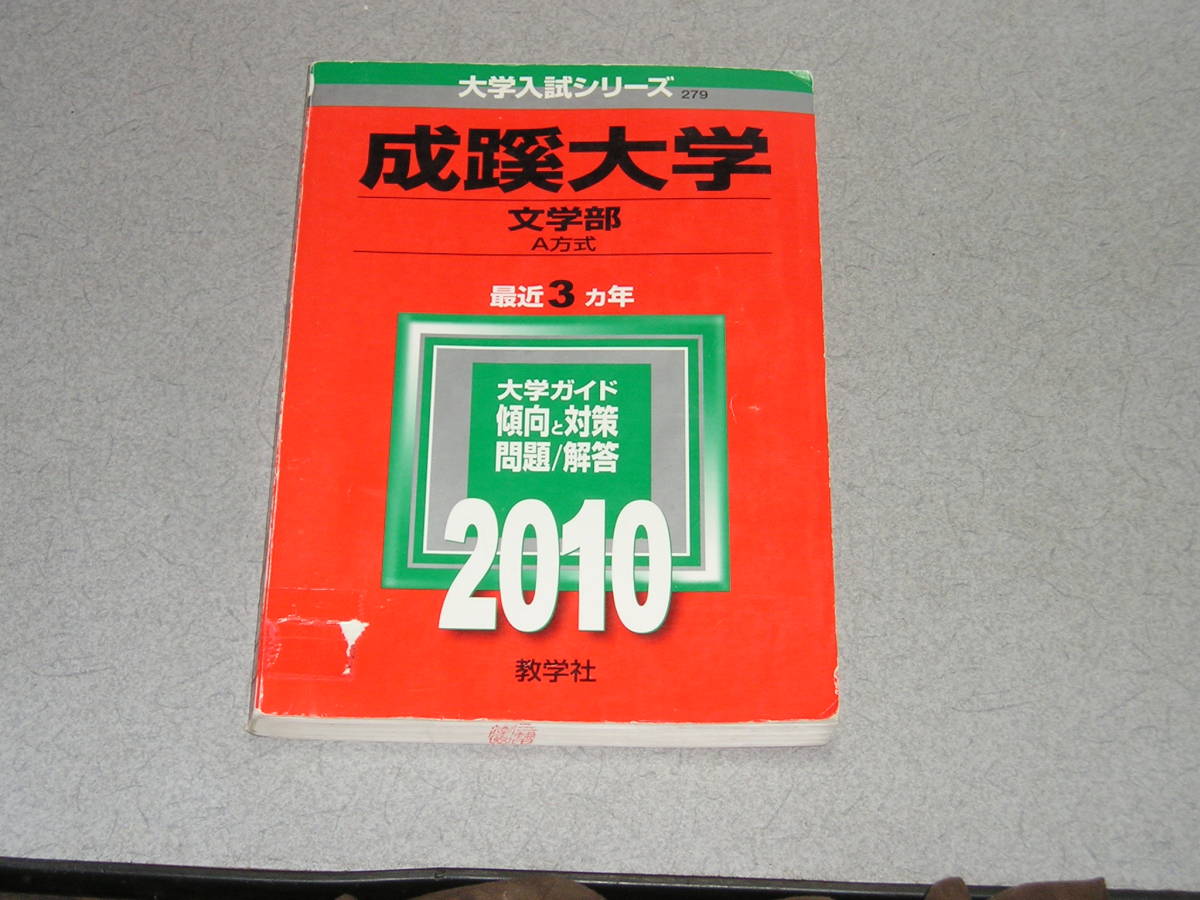 大学入試シリーズ 279
成蹊大学
文学部
A方式
最近3ヵ年
大学ガイド
傾向と対策
問題/解答
2010
教学社